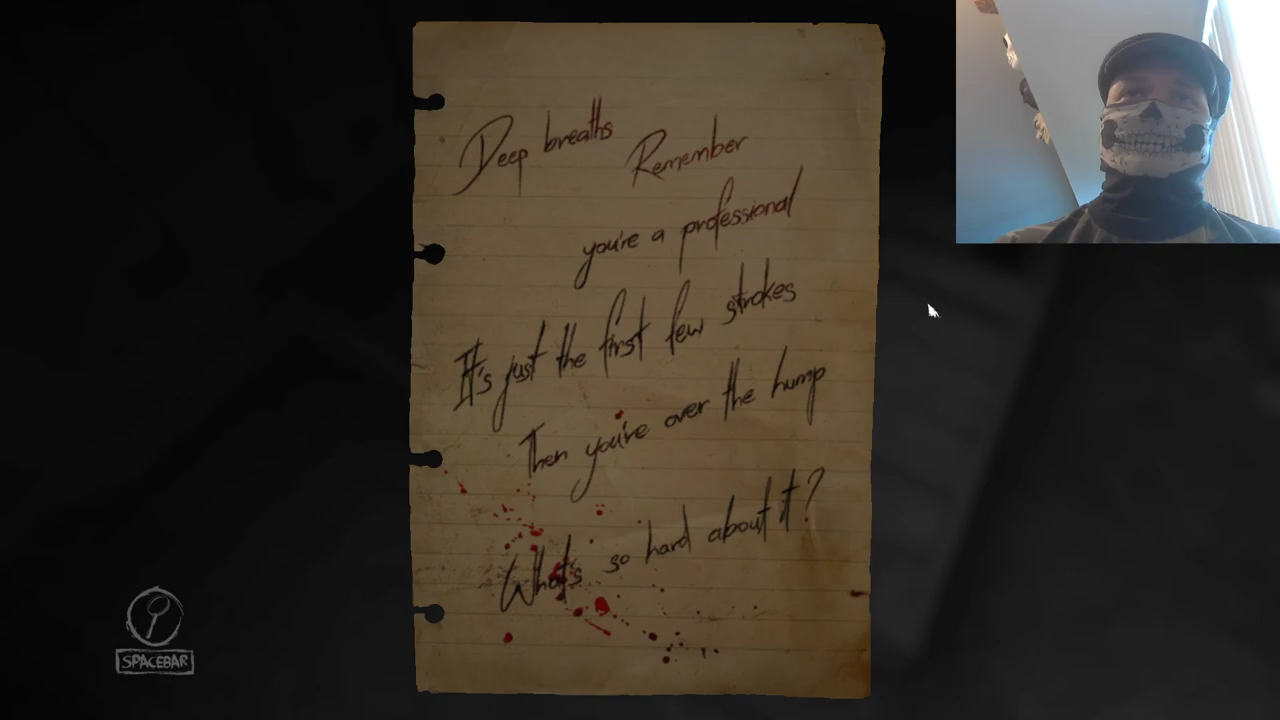 Deep breaths
Remember
you're a professional
It's just the first few strokes
Then you're over the hump
What's so hard about it?
SPACEBAR